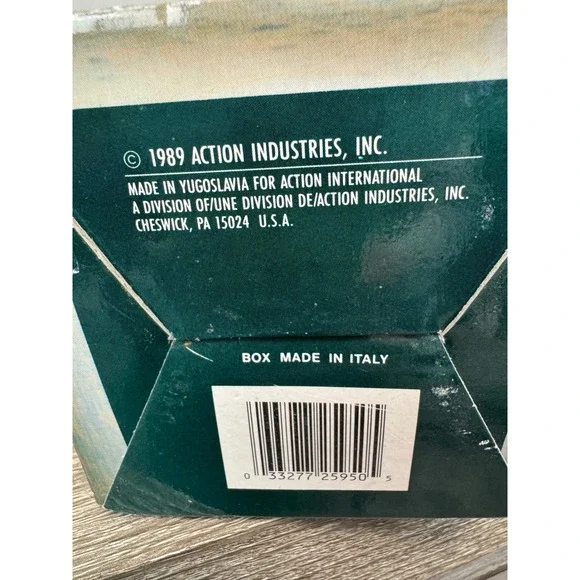 © 1989 ACTION INDUSTRIES, INC.
MADE IN YUGOSLAVIA FOR ACTION INTERNATIONAL
A DIVISION OF/UNE DIVISION DE/ACTION INDUSTRIES, INC.
CHESWICK, PA 15024 U.S.A.
BOX MADE IN ITALY
0 33277 25950 5